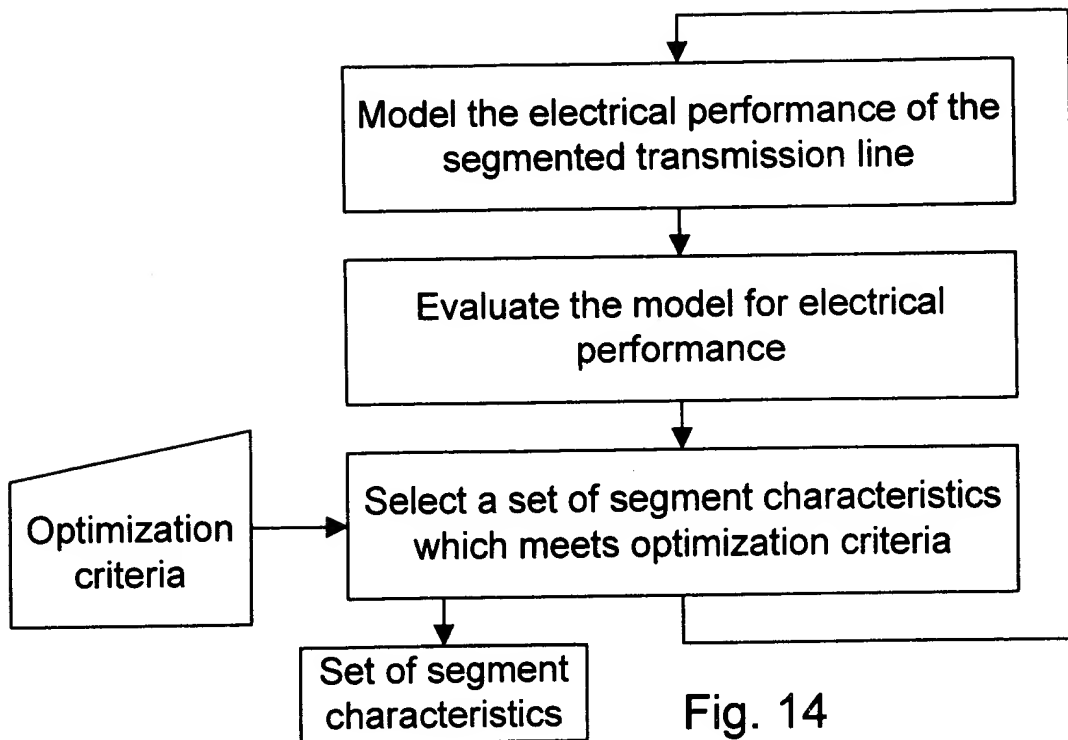 Model the electrical performance of the
segmented transmission line
Evaluate the model for electrical
performance
Select a set of segment characteristics
which meets optimization criteria
Optimization
criteria
Set of segment
characteristics
Fig. 14